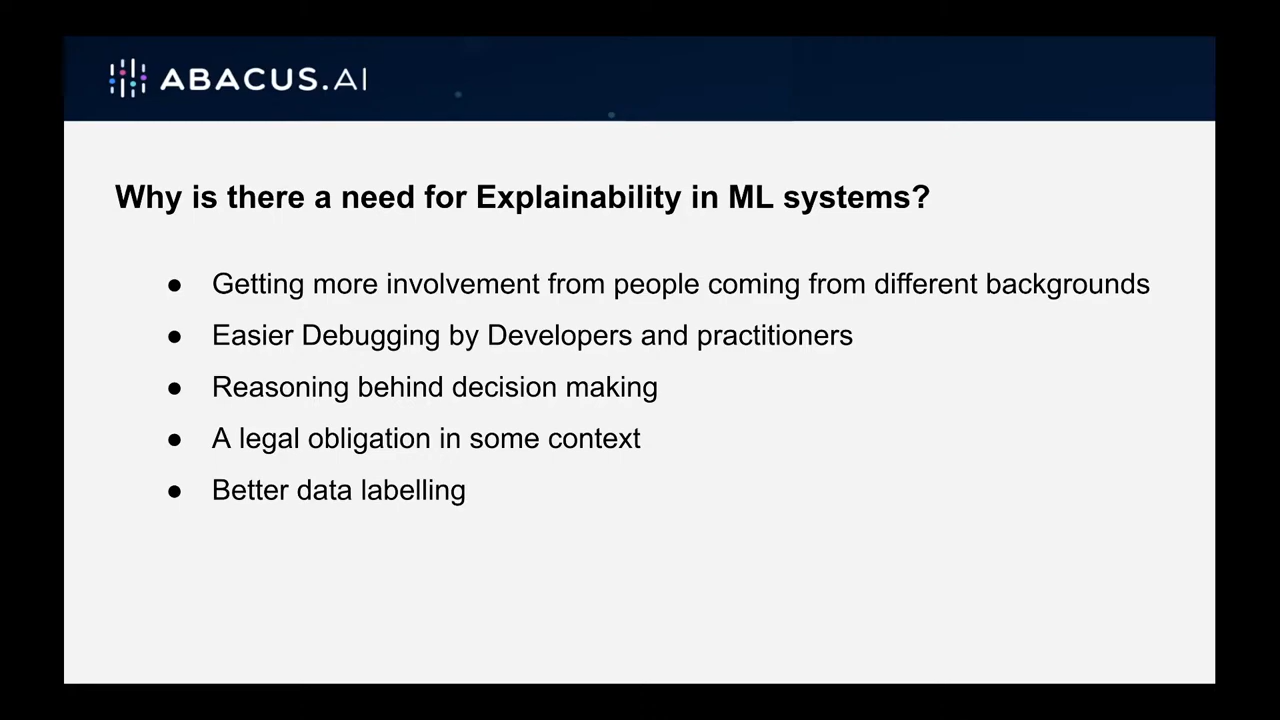 ABACUS.AI
Why is there a need for Explainability in ML systems?
● Getting more involvement from people coming from different backgrounds
● Easier Debugging by Developers and practitioners
● Reasoning behind decision making
● A legal obligation in some context
● Better data labelling